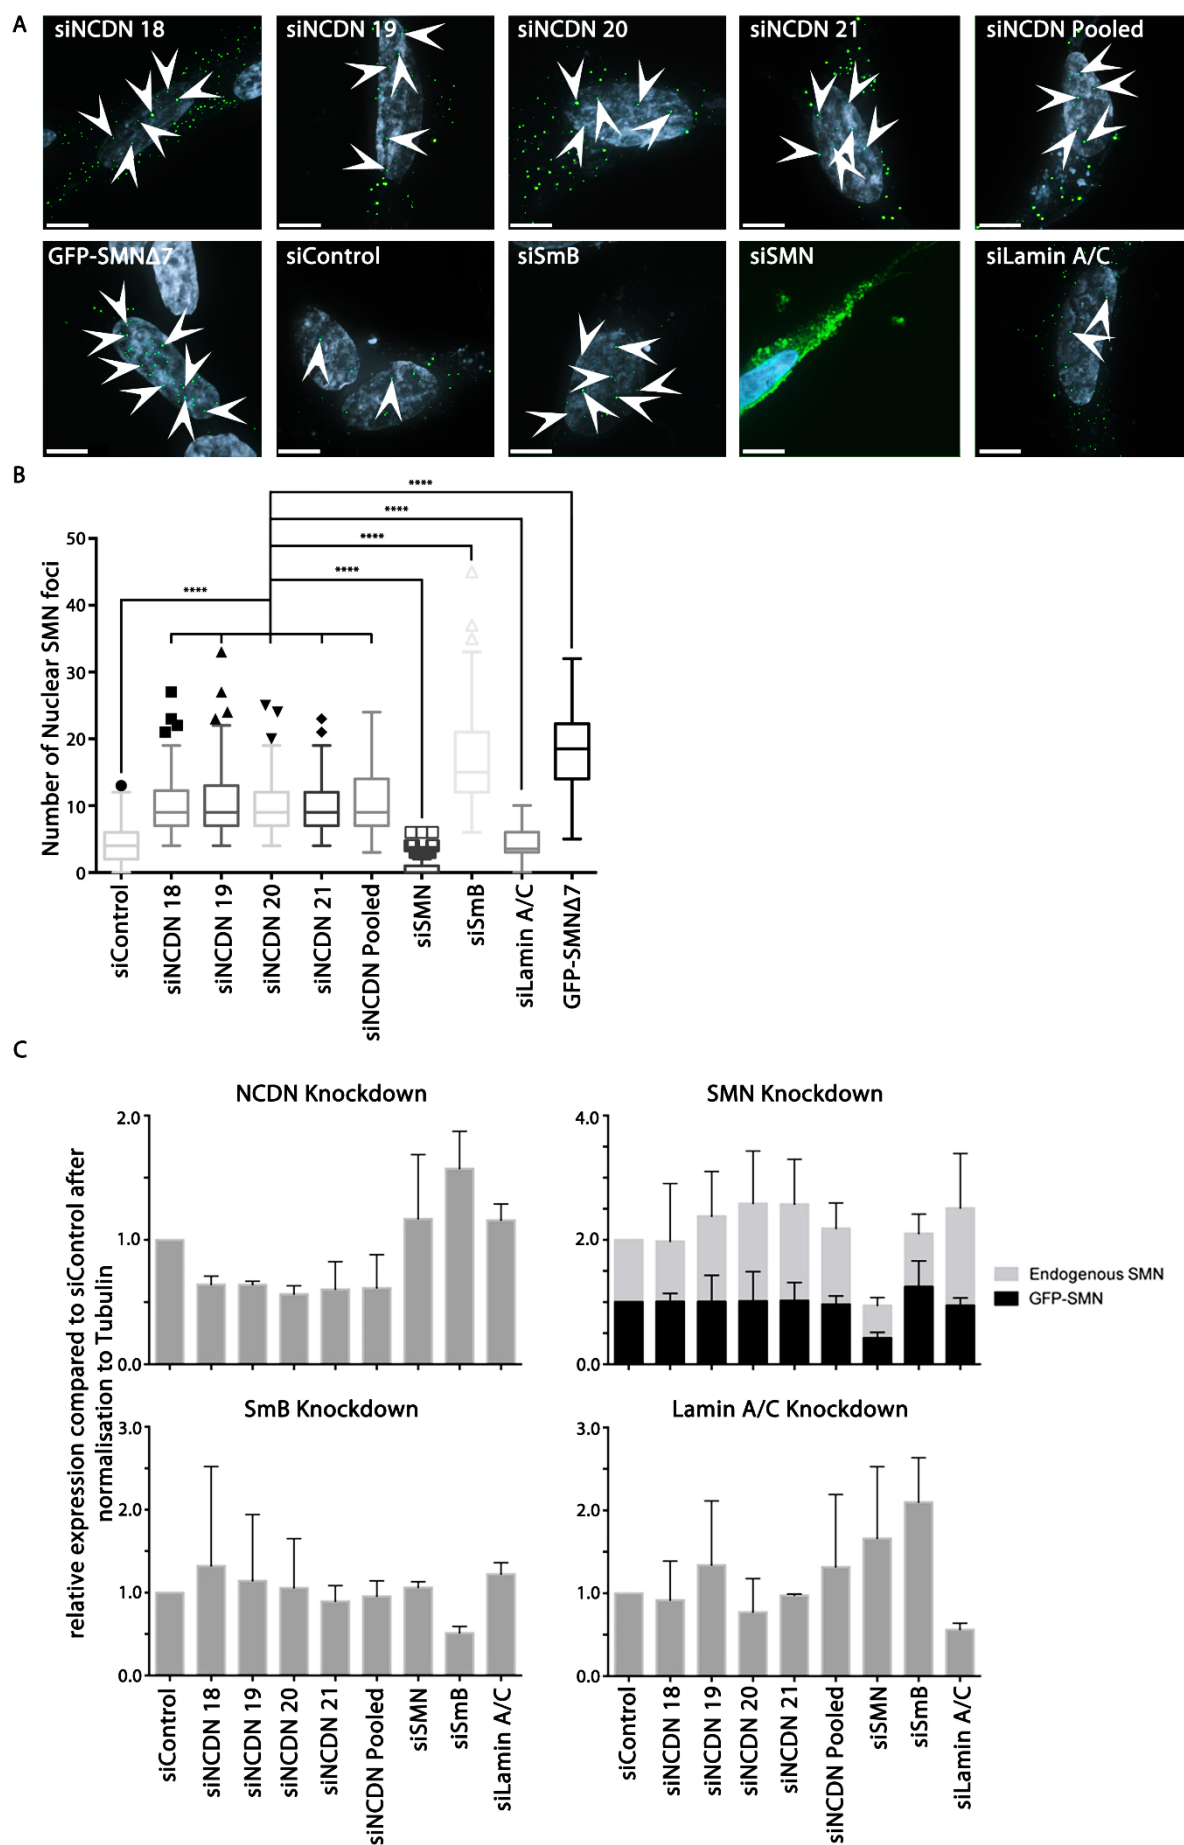 A
siNCDN 18
siNCDN 19
siNCDN 20
siNCDN 21
siNCDN Pooled
GFP-SMNΔ7
siControl
siSmB
siSMN
siLamin A/C
B
****
****
****
****
****
Number of Nuclear SMN foci
50
40
30
20
10
0
siControl
siNCDN 18
siNCDN 19
siNCDN 20
siNCDN 21
siNCDN Pooled
siSMN
siSmB
siLamin A/C
GFP-SMNΔ7
C
relative expression compared to siControl after
normalisation to Tubulin
NCDN Knockdown
2.0
1.0
0.0
SMN Knockdown
4.0
2.0
0.0
Endogenous SMN
GFP-SMN
SmB Knockdown
3.0
2.0
1.0
0.0
siControl
siNCDN 18
siNCDN 19
siNCDN 20
siNCDN 21
siNCDN Pooled
siSMN
siSmB
siLamin A/C
Lamin A/C Knockdown
3.0
2.0
1.0
0.0
siControl
siNCDN 18
siNCDN 19
siNCDN 20
siNCDN 21
siNCDN Pooled
siSMN
siSmB
siLamin A/C